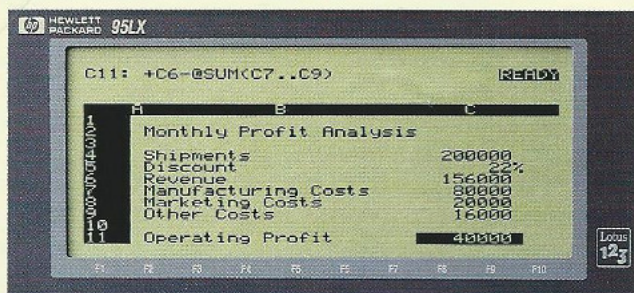 hp HEWLETT
PACKARD 95LX
C11: +C6-@SUM(C7..C9) READY
A B C
1
2 Monthly Profit Analysis
3
4 Shipments 200000
5 Discount 22%
6 Revenue 156000
7 Manufacturing Costs 80000
8 Marketing Costs 20000
9 Other Costs 16000
10
11 Operating Profit 40000
F1 F2 F3 F4 F5 F6 F7 F8 F9 F10
Lotus
123